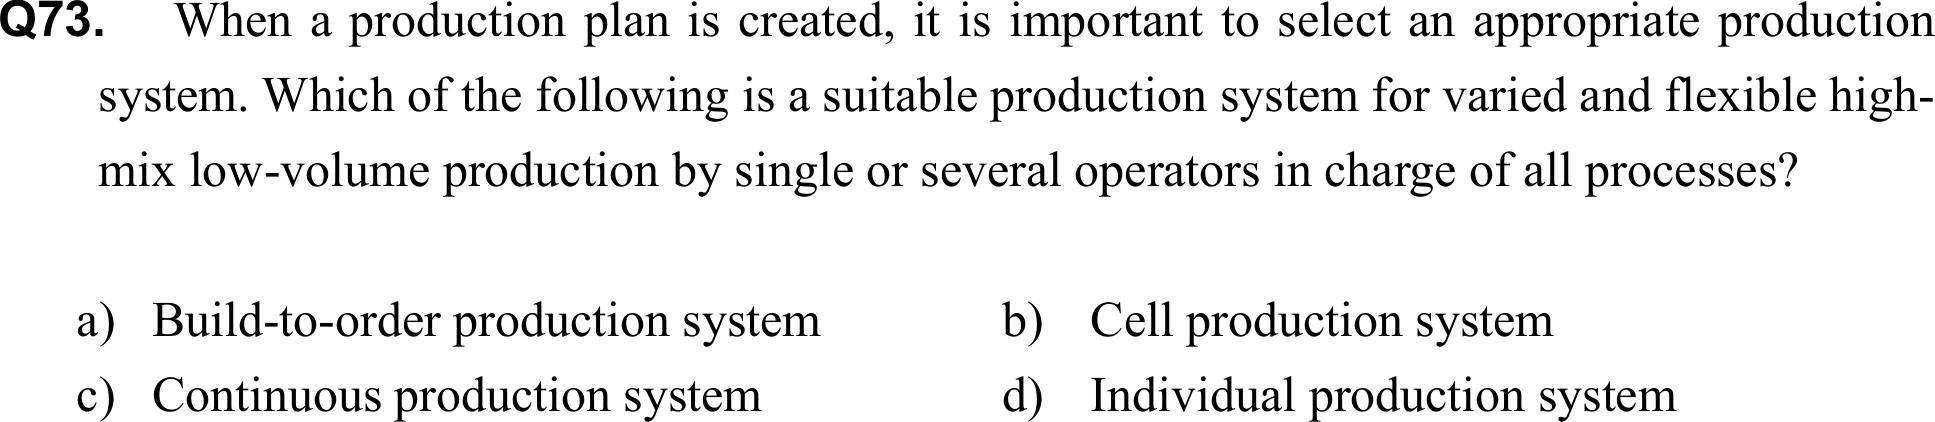 Q73. When a production plan is created, it is important to select an appropriate production
system. Which of the following is a suitable production system for varied and flexible high-
mix low-volume production by single or several operators in charge of all processes?
a) Build-to-order production system b) Cell production system
c) Continuous production system d) Individual production system